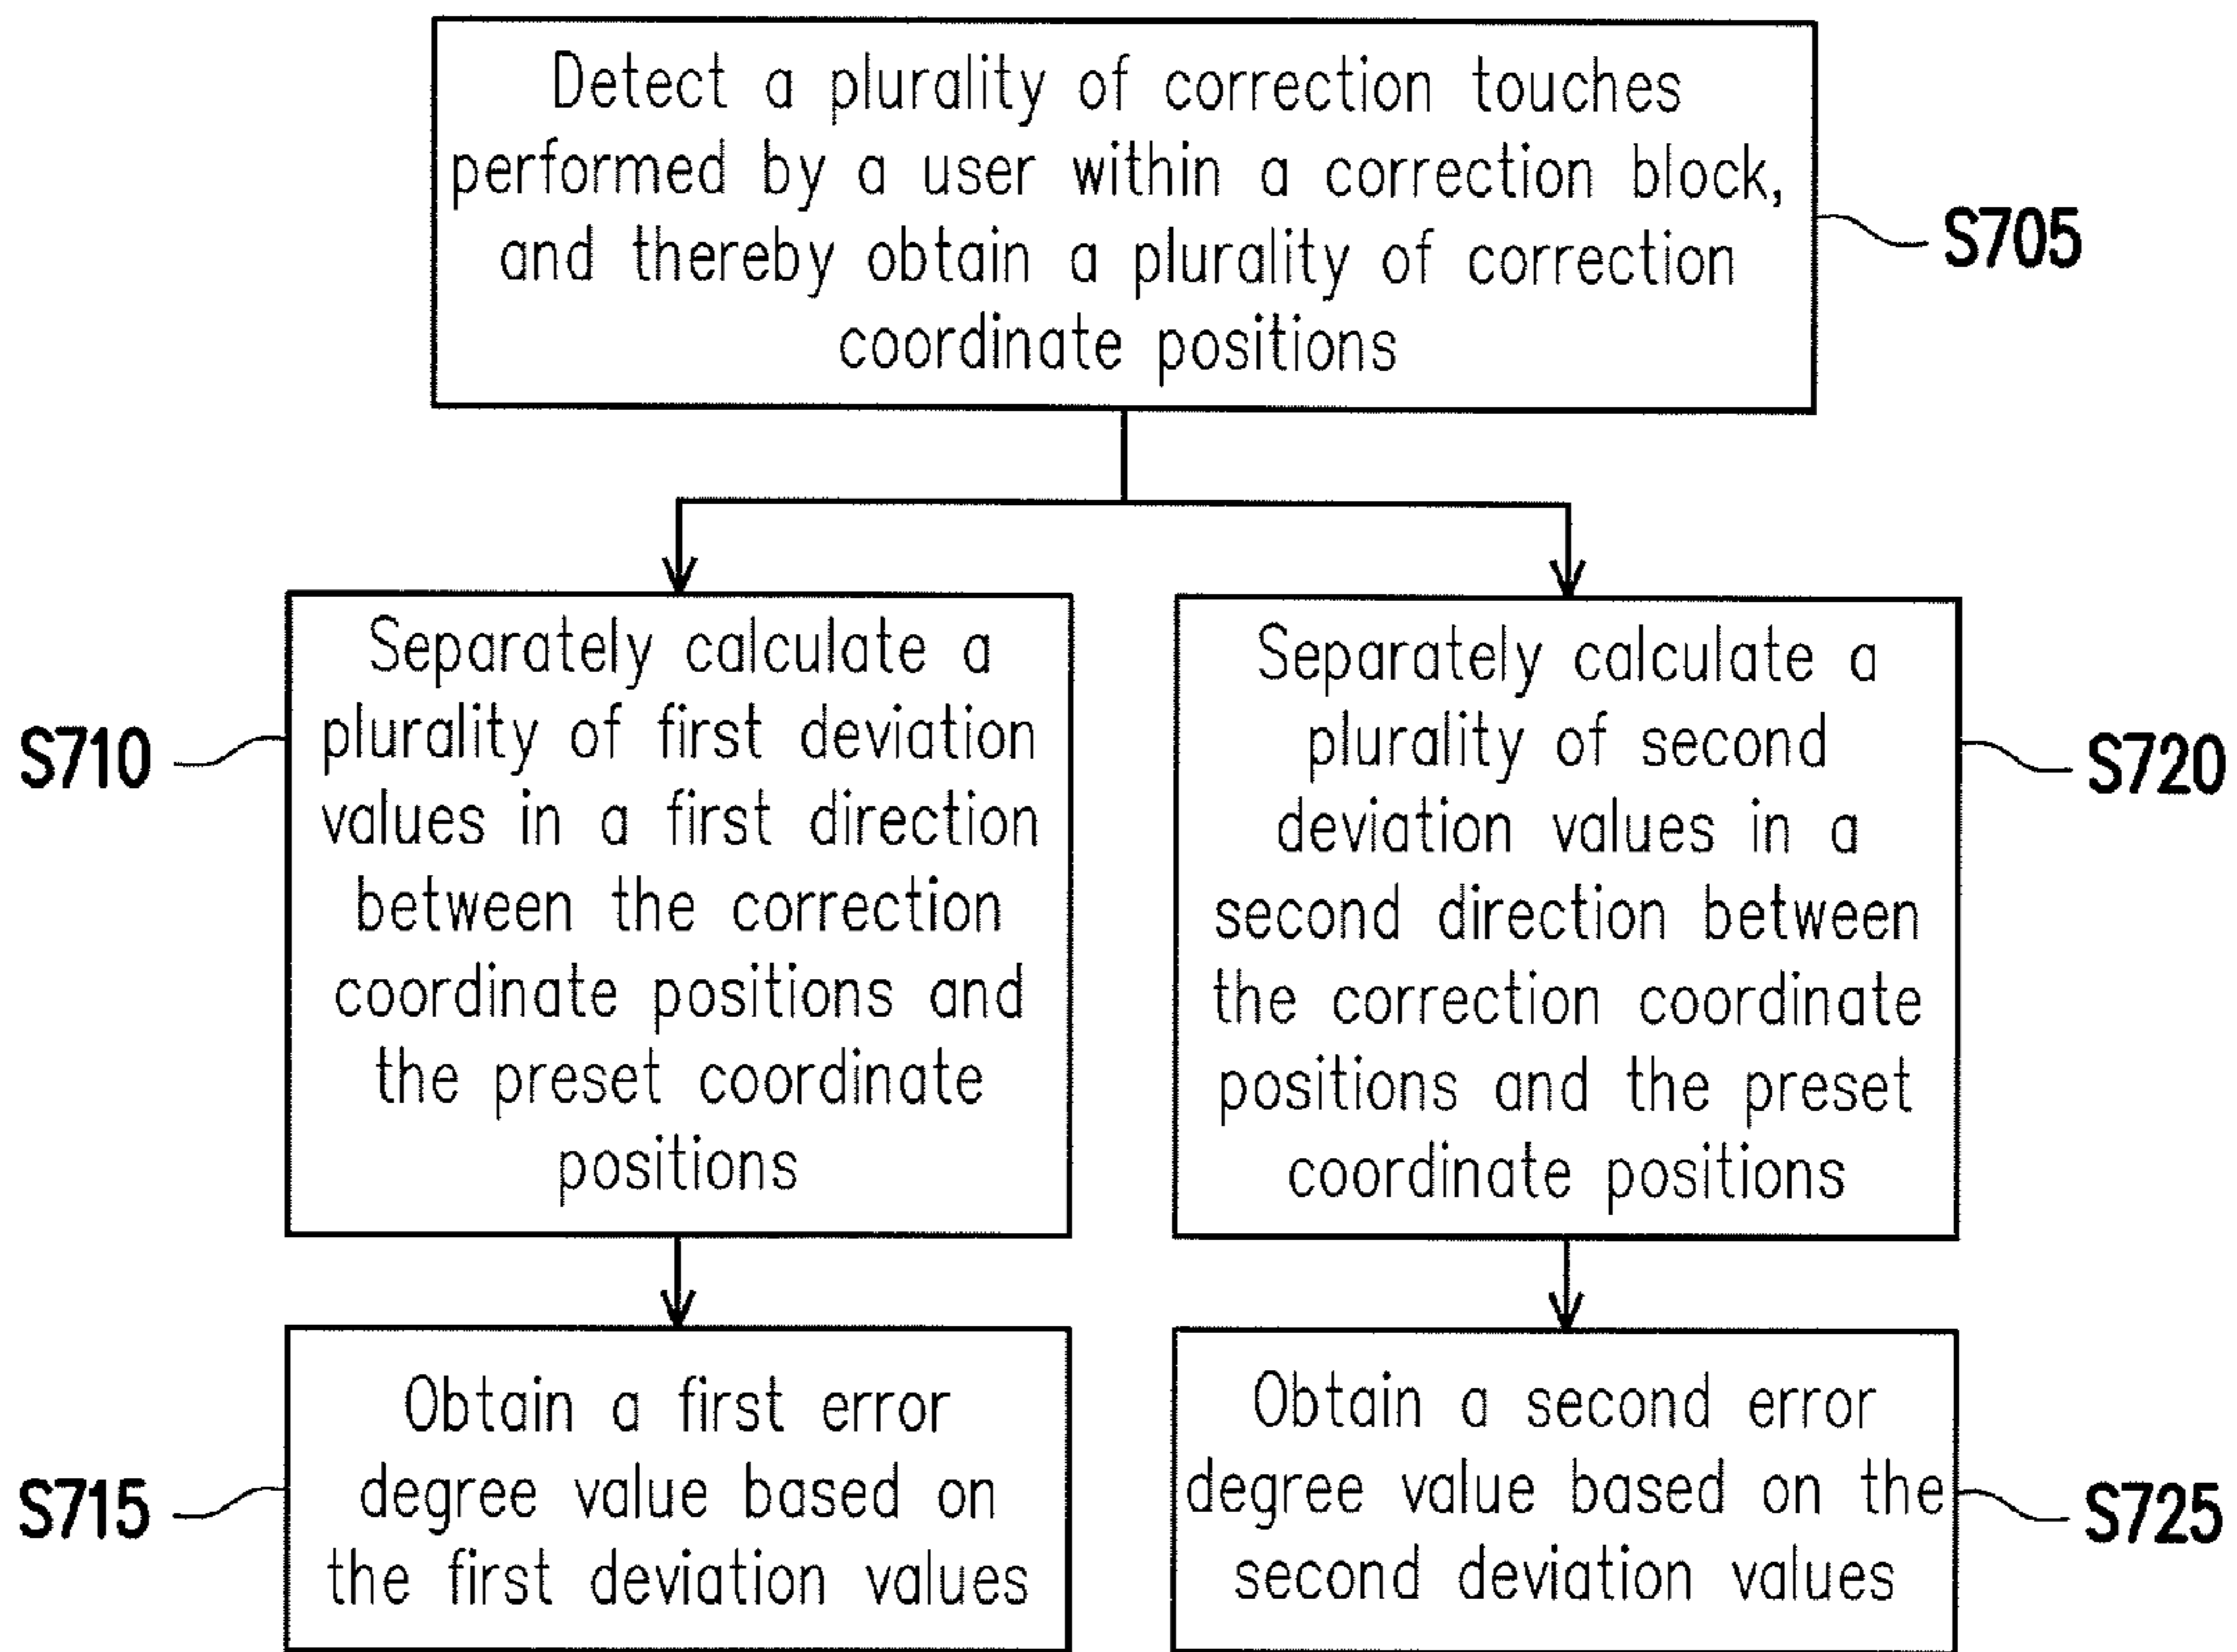 Detect a plurality of correction touches
performed by a user within a correction block,
and thereby obtain a plurality of correction
coordinate positions
S705
Separately calculate a
plurality of first deviation
values in a first direction
between the correction
coordinate positions and
the preset coordinate
positions
S710
Separately calculate a
plurality of second
deviation values in a
second direction between
the correction coordinate
positions and the preset
coordinate positions
S720
Obtain a first error
degree value based on
the first deviation values
S715
Obtain a second error
degree value based on the
second deviation values
S725